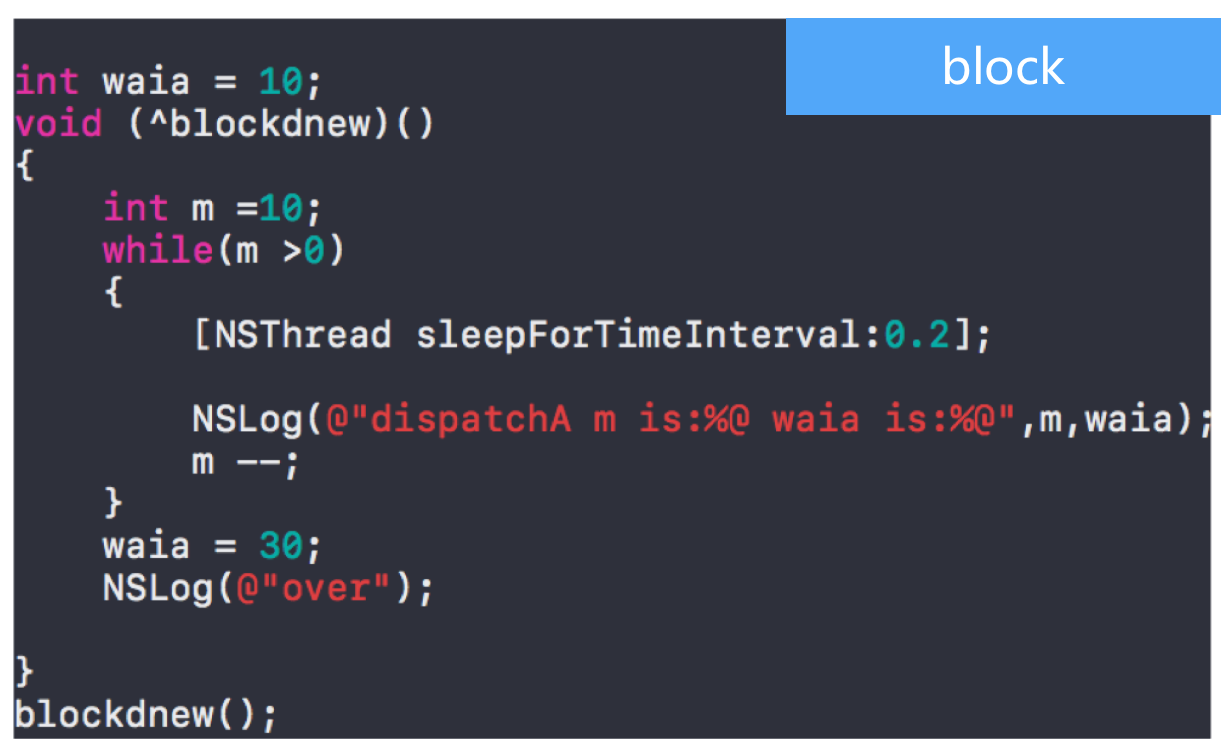 block
int waia = 10;
void (^blockdnew)()
{
    int m =10;
    while(m >0)
    {
        [NSThread sleepForTimeInterval:0.2];

        NSLog(@"dispatchA m is:%@ waia is:%@",m,waia);
        m --;
    }
    waia = 30;
    NSLog(@"over");

}
blockdnew();